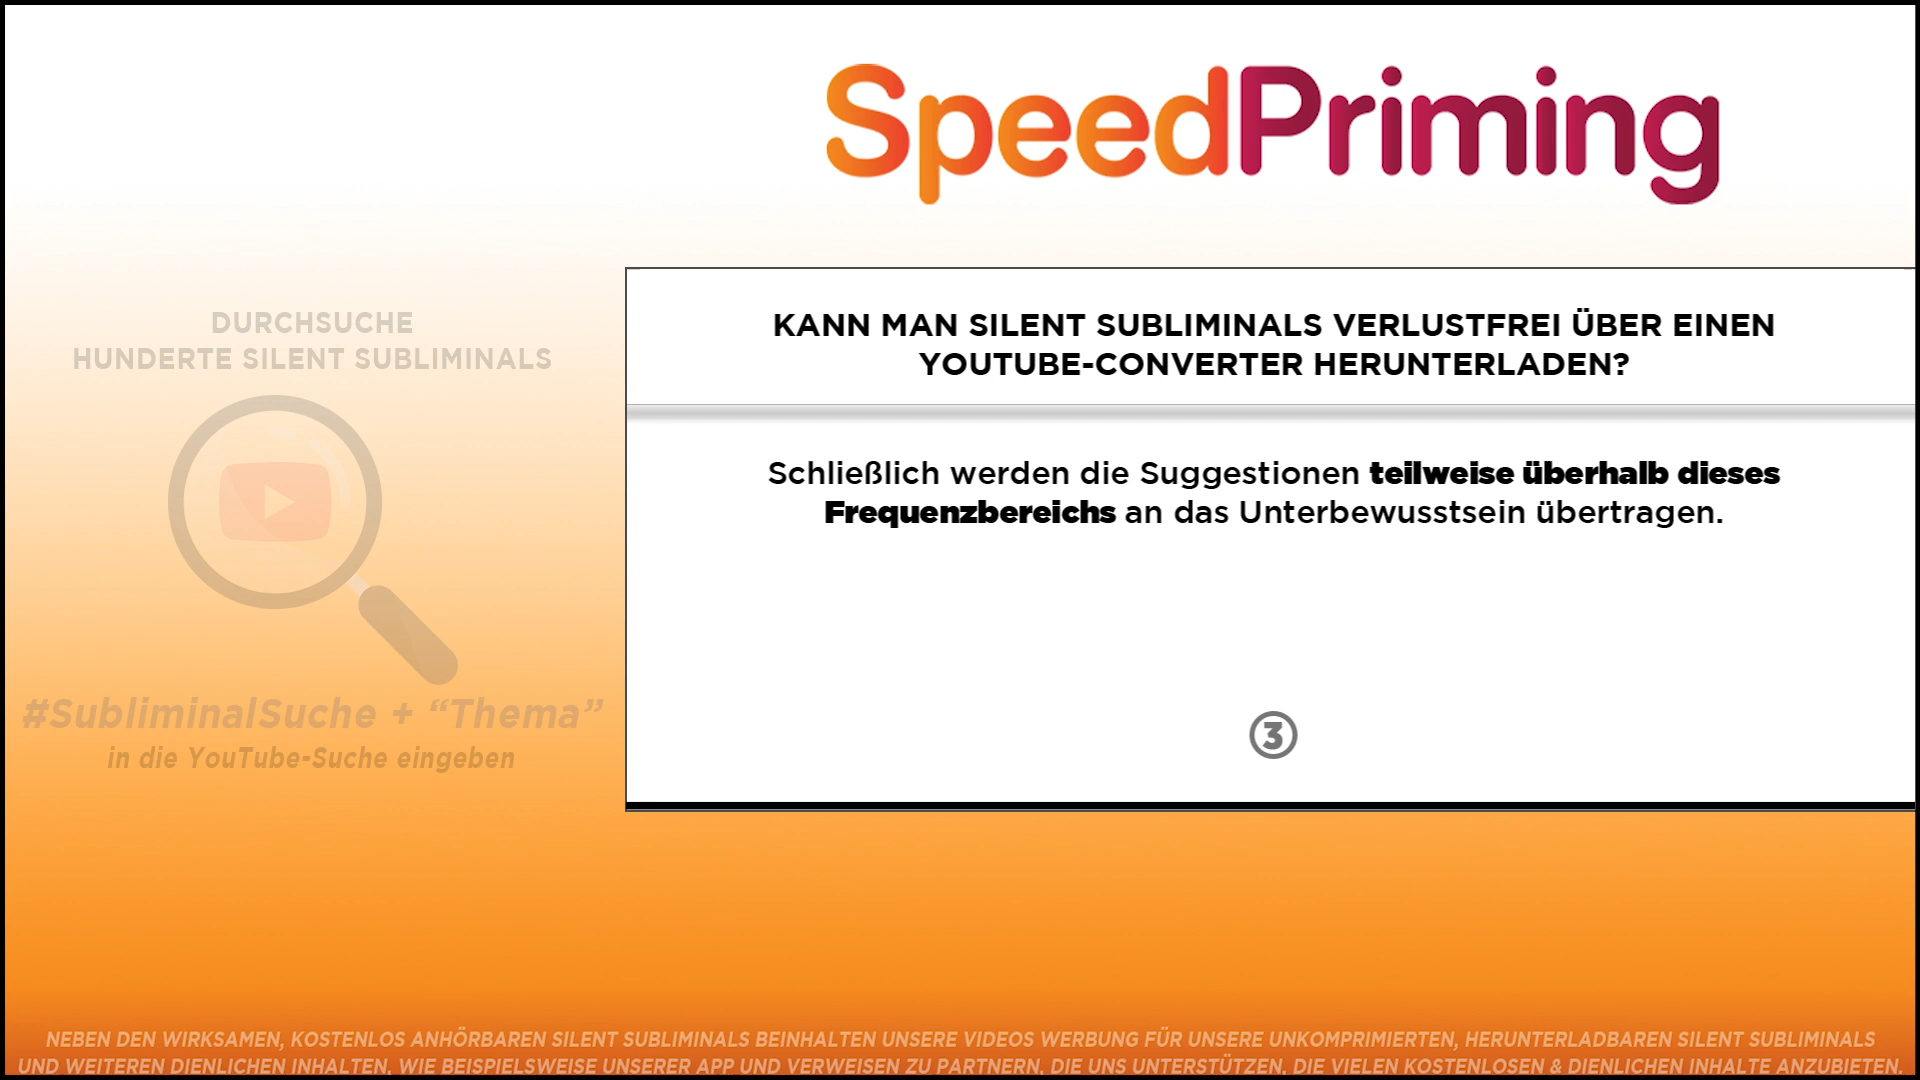 SpeedPriming
DURCHSUCHE
HUNDERTE SILENT SUBLIMINALS
#SubliminalSuche + “Thema”
in die YouTube-Suche eingeben
KANN MAN SILENT SUBLIMINALS VERLUSTFREI ÜBER EINEN
YOUTUBE-CONVERTER HERUNTERLADEN?
Schließlich werden die Suggestionen teilweise überhalb dieses
Frequenzbereichs an das Unterbewusstsein übertragen.
3
NEBEN DEN WIRKSAMEN, KOSTENLOS ANHÖRBAREN SILENT SUBLIMINALS BEINHALTEN UNSERE VIDEOS WERBUNG FÜR UNSERE UNKOMPRIMIERTEN, HERUNTERLADBAREN SILENT SUBLIMINALS
UND WEITEREN DIENLICHEN INHALTEN, WIE BEISPIELSWEISE UNSERER APP UND VERWEISEN ZU PARTNERN, DIE UNS UNTERSTÜTZEN, DIE VIELEN KOSTENLOSEN & DIENLICHEN INHALTE ANZUBIETEN.